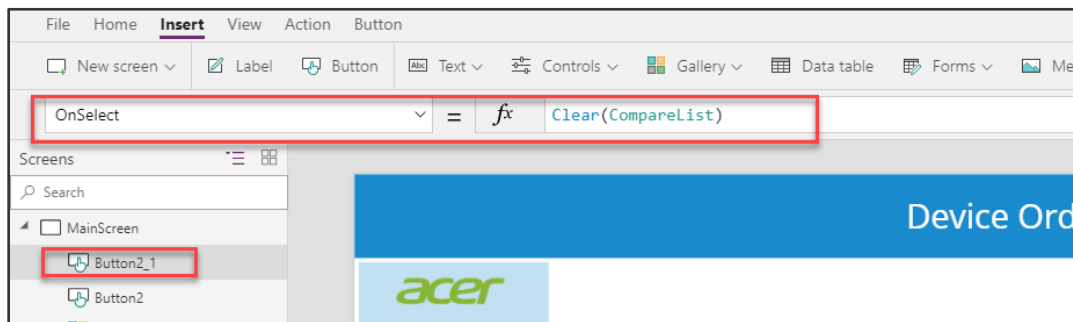 File Home Insert View Action Button
New screen Label Button Abc Text Controls Gallery Data table Forms Me
OnSelect = fx Clear(CompareList)
Screens
Search
MainScreen
Device Ord
Button2_1
acer
Button2